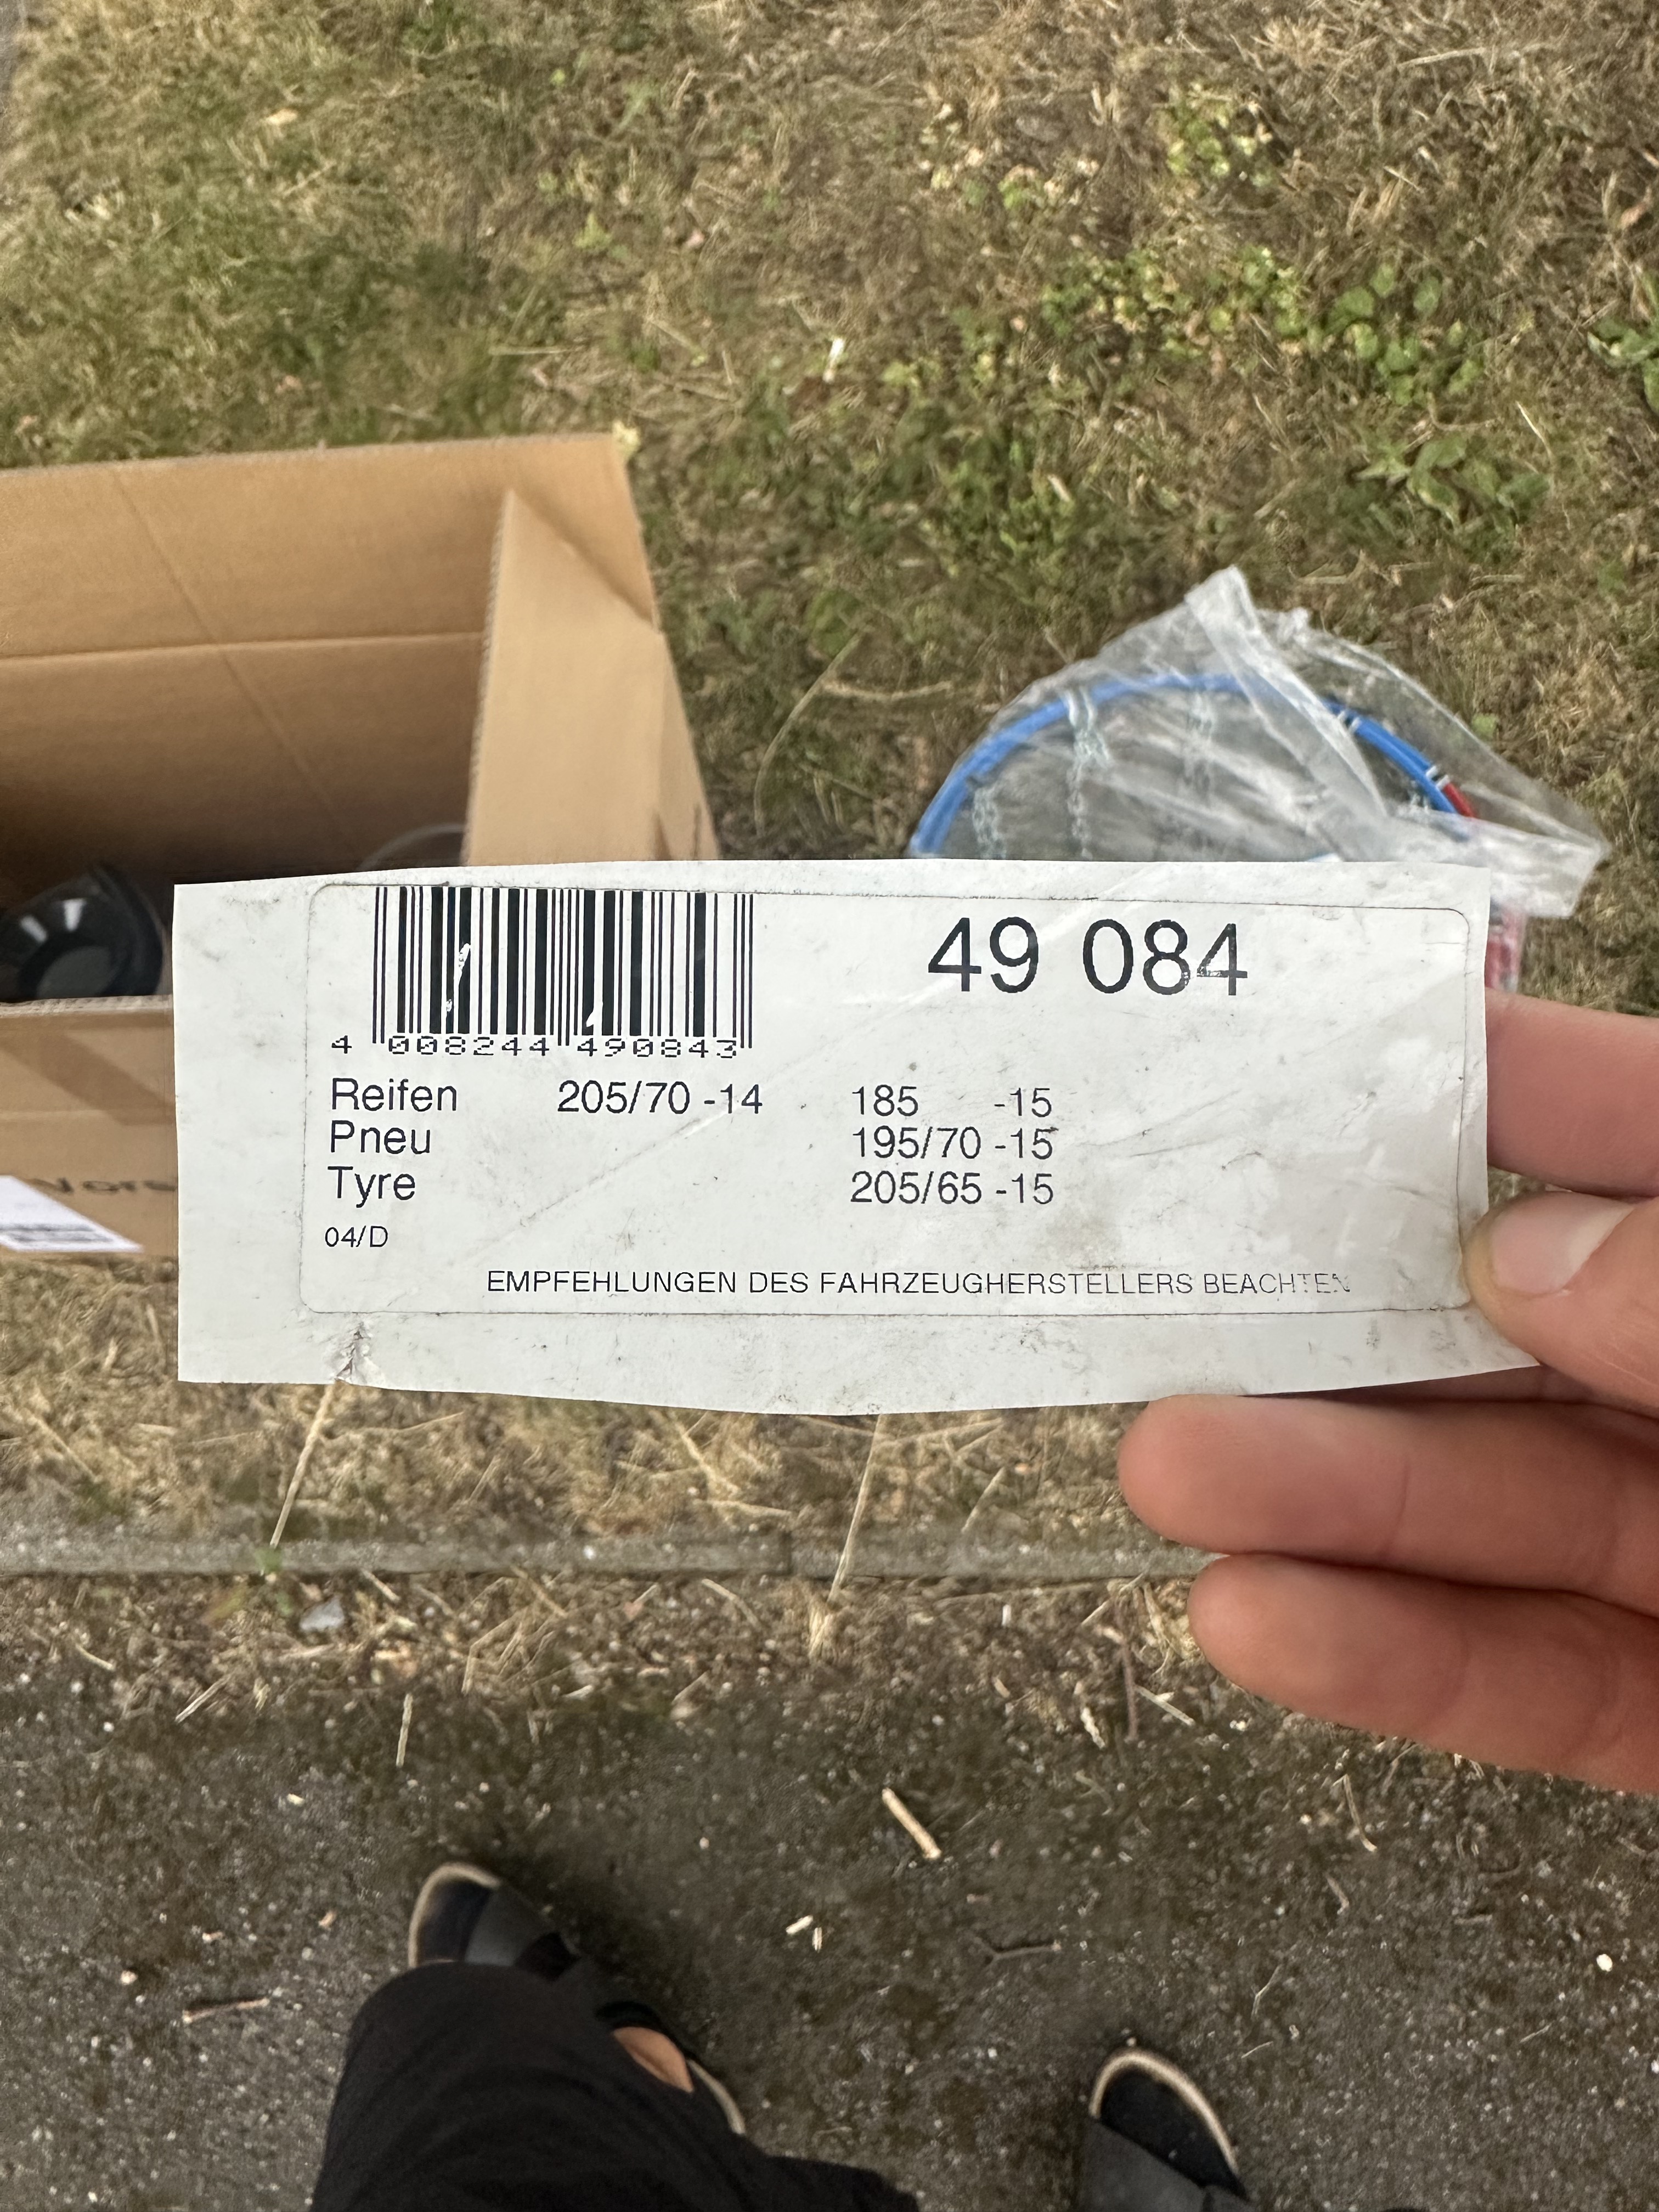 49 084
4 008244 490843
Reifen 205/70 -14 185 -15
Pneu 195/70 -15
Tyre 205/65 -15
04/D
EMPFEHLUNGEN DES FAHRZEUGHERSTELLERS BEACHTEN